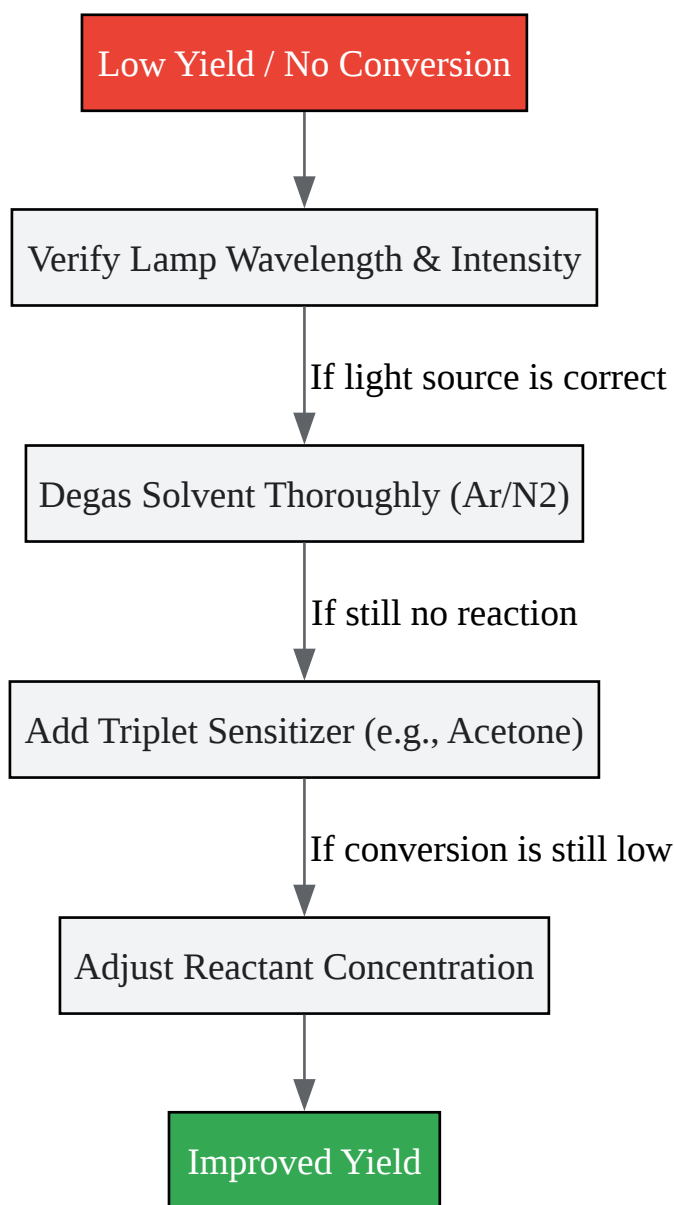 Low Yield / No Conversion
Verify Lamp Wavelength & Intensity
If light source is correct
Degas Solvent Thoroughly (Ar/N2)
If still no reaction
Add Triplet Sensitizer (e.g., Acetone)
If conversion is still low
Adjust Reactant Concentration
Improved Yield